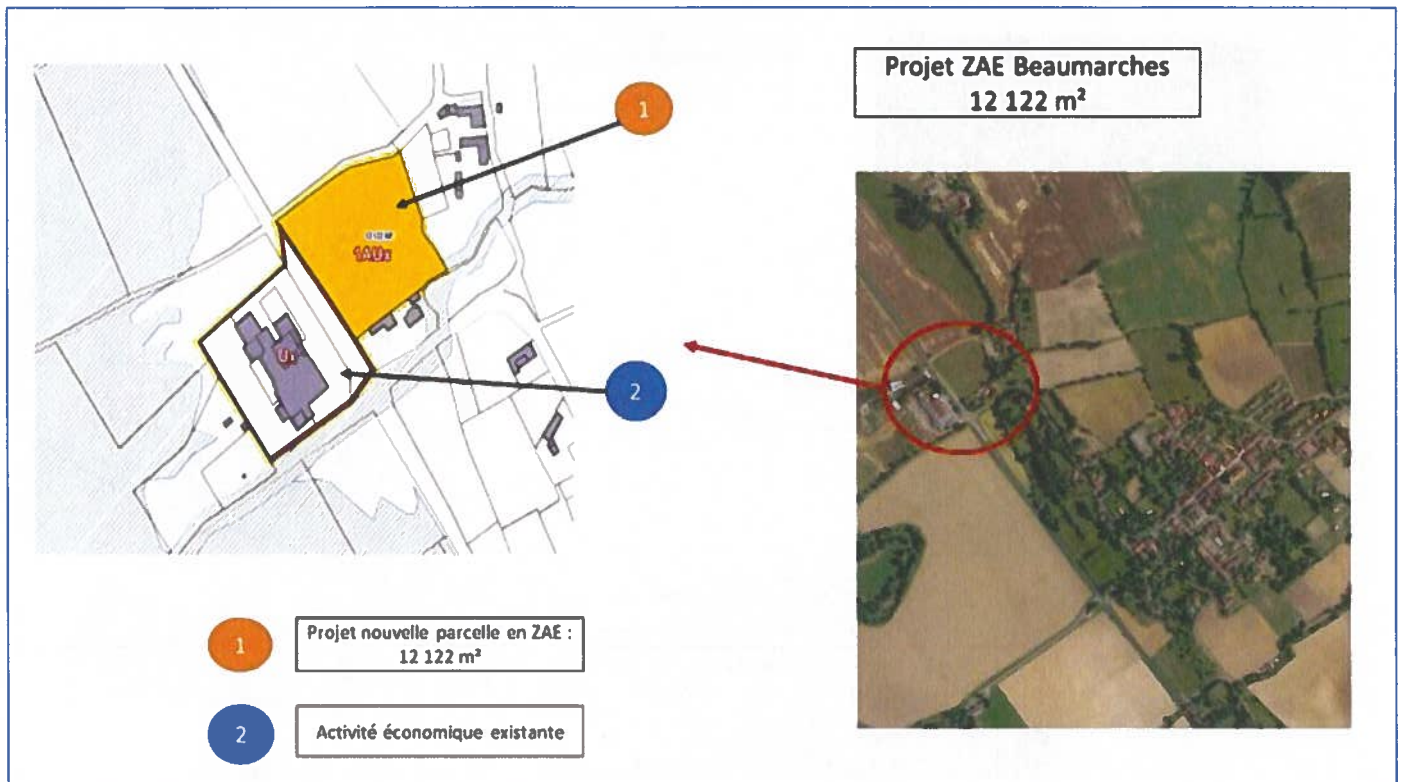 Projet ZAE Beaumarches
12 122 m²
1
1AUx
2
1
Projet nouvelle parcelle en ZAE :
12 122 m²
2
Activité économique existante